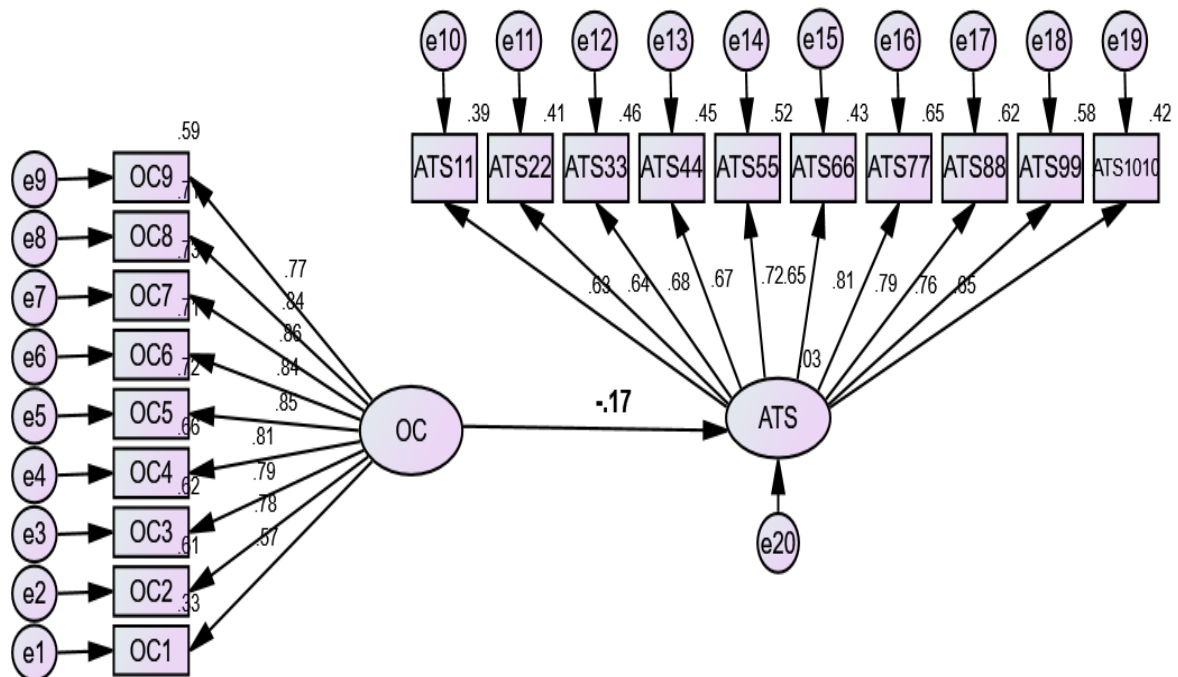 e10 e11 e12 e13 e14 e15 e16 e17 e18 e19
.39 .41 .46 .45 .52 .43 .65 .62 .58 .42
ATS11 ATS22 ATS33 ATS44 ATS55 ATS66 ATS77 ATS88 ATS99 ATS1010
.63 .64 .68 .67 .72 .65 .81 .79 .76 .65
.59
e9 OC9
.71
e8 OC8
.73
e7 OC7
.71
e6 OC6
.72
e5 OC5
.66
e4 OC4
.62
e3 OC3
.61
e2 OC2
.33
e1 OC1
.77
.84
.86
.84
.85
.81
.79
.78
.57
OC
-.17
.03
ATS
e20